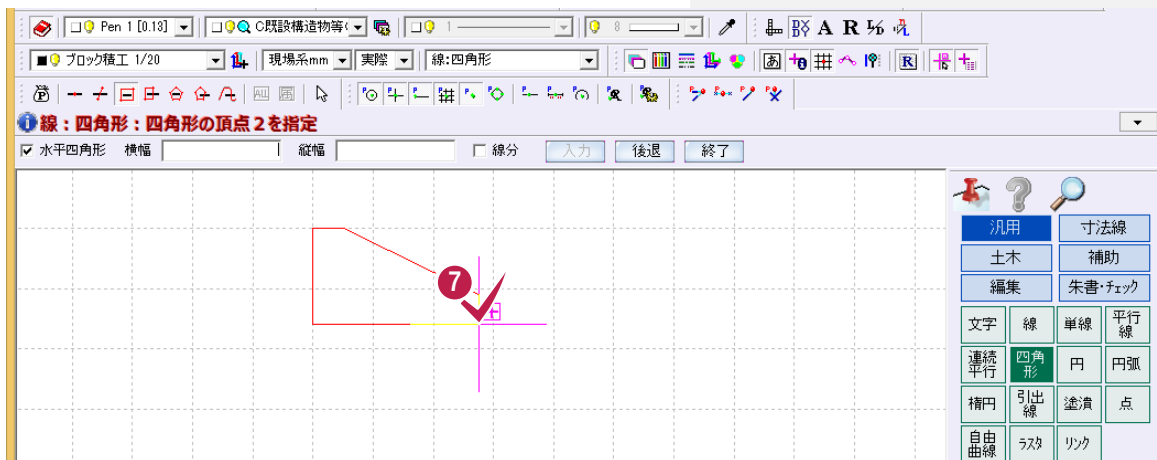 Pen 1 [0.13] C既設構造物等( 1 8 A R
ブロック積工 1/20 現場系mm 実際 線:四角形 あ R
ALL
線：四角形：四角形の頂点２を指定
水平四角形 横幅 縦幅 線分 入力 後退 終了
7
汎用 寸法線
土木 補助
編集 朱書・チェック
文字 線 単線 平行線
連続平行 四角形 円 円弧
楕円 引出線 塗潰 点
自由曲線 ラスタ リンク